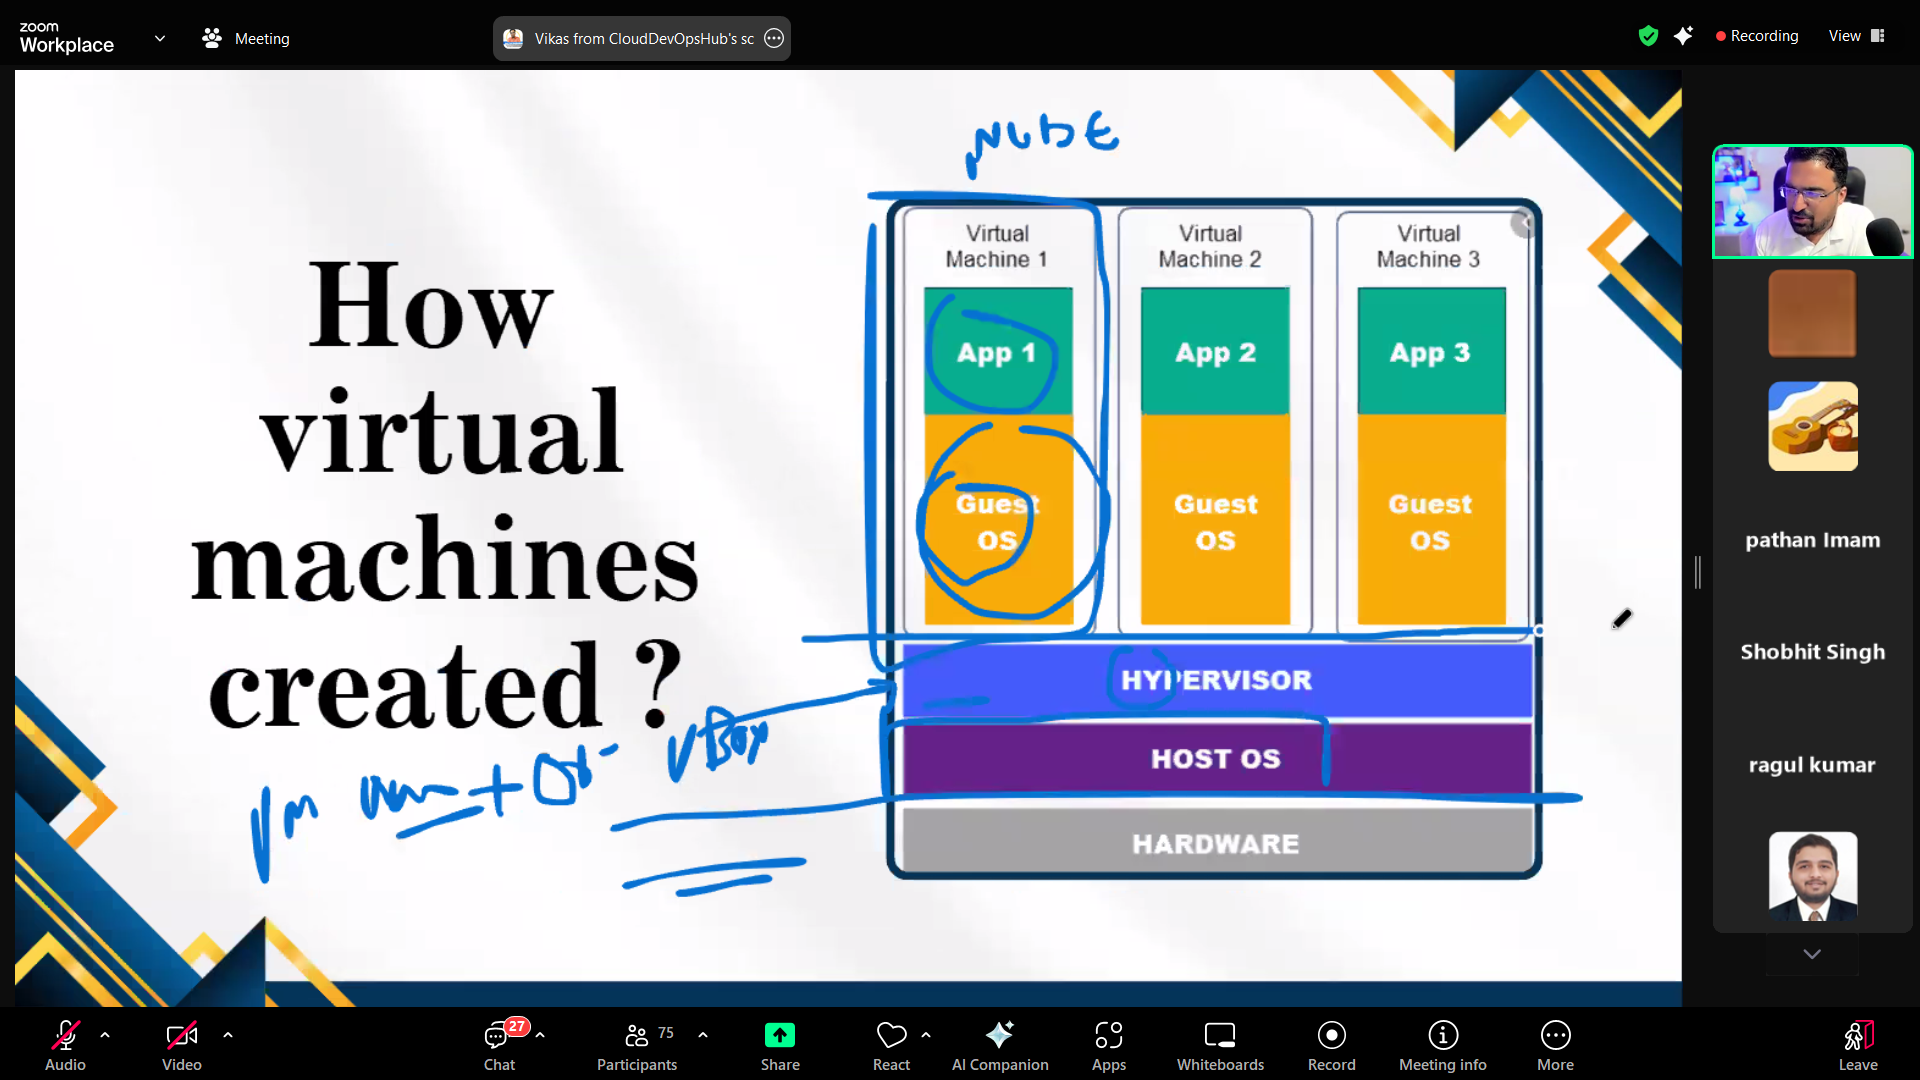 zoom
Workplace
Meeting
Vikas from CloudDevOpsHub's sc
Recording
View
How
virtual
machines
created ?
Virtual
Machine 1
Virtual
Machine 2
Virtual
Machine 3
App 1
App 2
App 3
Guest
OS
Guest
OS
Guest
OS
HYPERVISOR
HOST OS
HARDWARE
VBox
pathan Imam
Shobhit Singh
ragul kumar
Audio
Video
27
Chat
75
Participants
Share
React
AI Companion
Apps
Whiteboards
Record
Meeting info
More
Leave